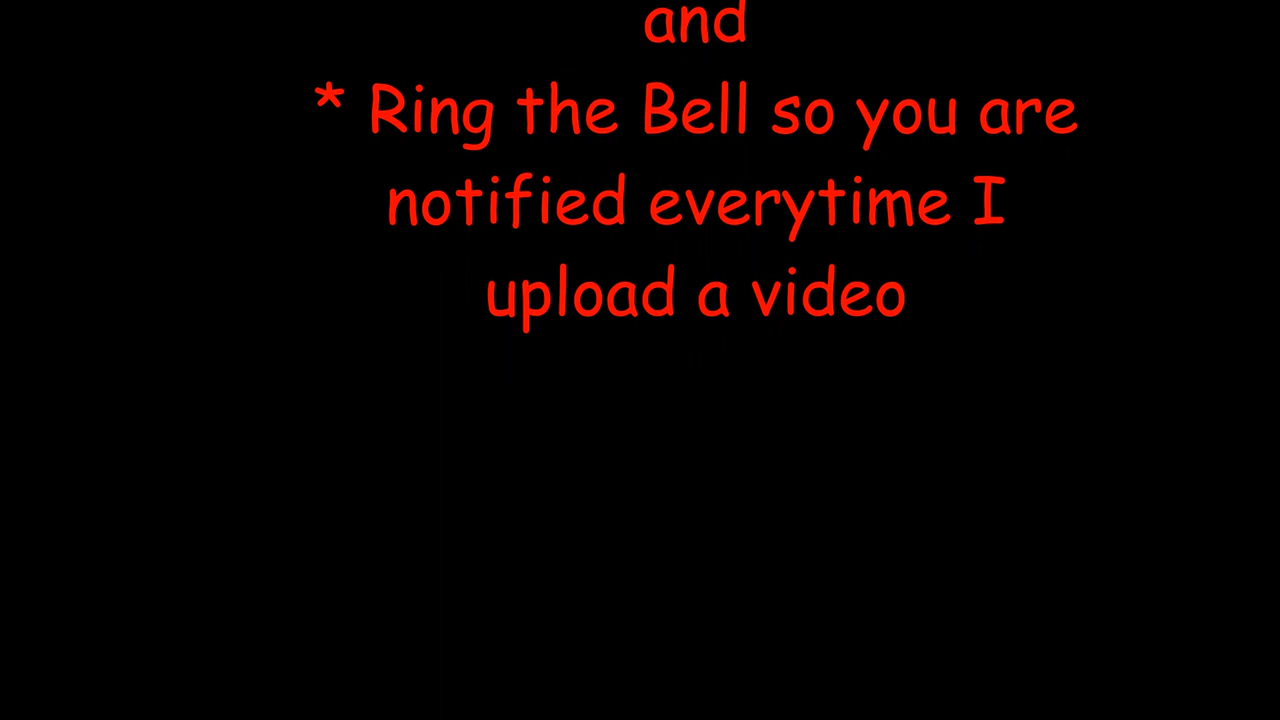 and
* Ring the Bell so you are
notified everytime I
upload a video